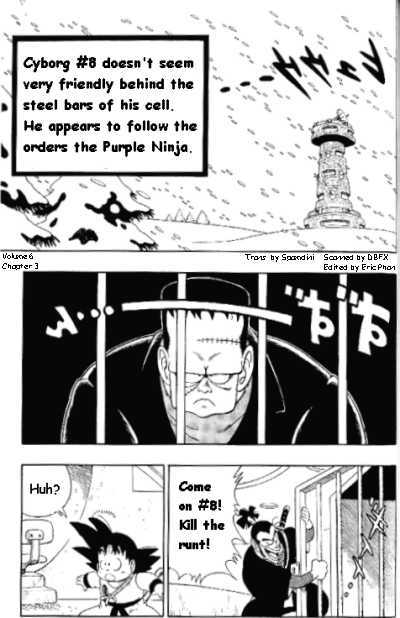 Cyborg #8 doesn't seem
very friendly behind the
steel bars of his cell.
He appears to follow the
orders the Purple Ninja.
Volume 6
Chapter 3
Trans by Spandini Scanned by DBFX
Edited by Eric Phan
Huh?
Come
on #8!
Kill the
runt!